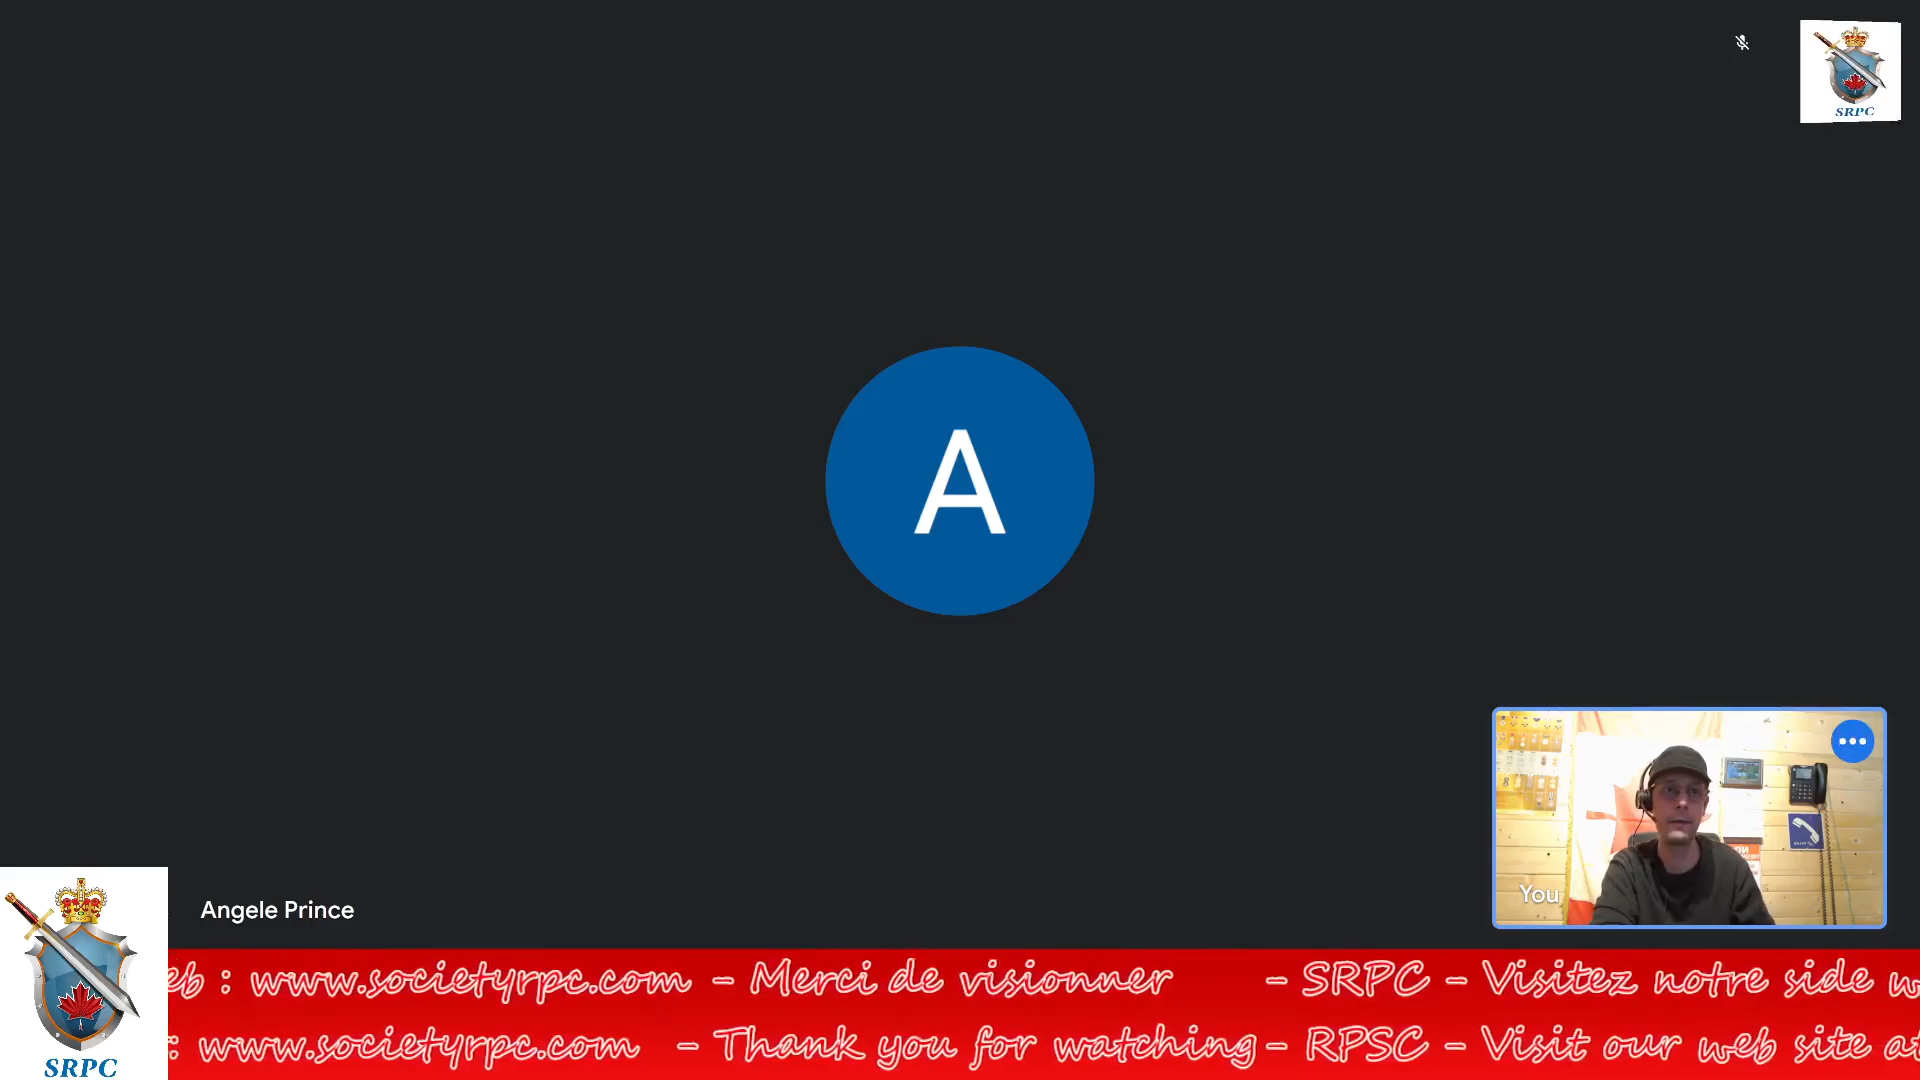 SRPC
A
Angele Prince
You
SRPC
eb : www.societyrpc.com - Merci de visionner - SRPC - Visitez notre side w
: www.societyrpc.com - Thank you for watching - RPSC - Visit our web site at